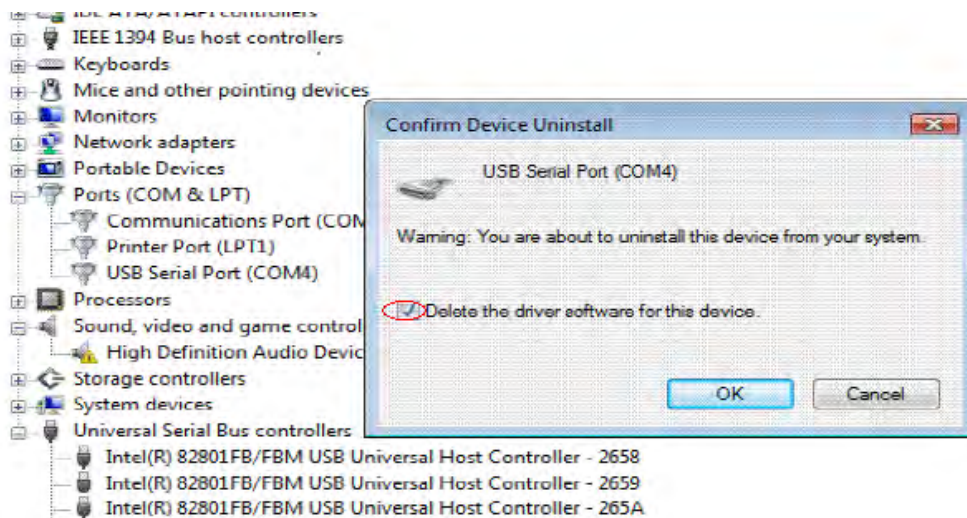 IDE ATA/ATAPI controllers
IEEE 1394 Bus host controllers
Keyboards
Mice and other pointing devices
Monitors
Network adapters
Portable Devices
Ports (COM & LPT)
Communications Port (COM
Printer Port (LPT1)
USB Serial Port (COM4)
Processors
Sound, video and game control
High Definition Audio Devic
Storage controllers
System devices
Universal Serial Bus controllers
Intel(R) 82801FB/FBM USB Universal Host Controller - 2658
Intel(R) 82801FB/FBM USB Universal Host Controller - 2659
Intel(R) 82801FB/FBM USB Universal Host Controller - 265A
Confirm Device Uninstall
USB Serial Port (COM4)
Warning: You are about to uninstall this device from your system.
Delete the driver software for this device.
OK
Cancel